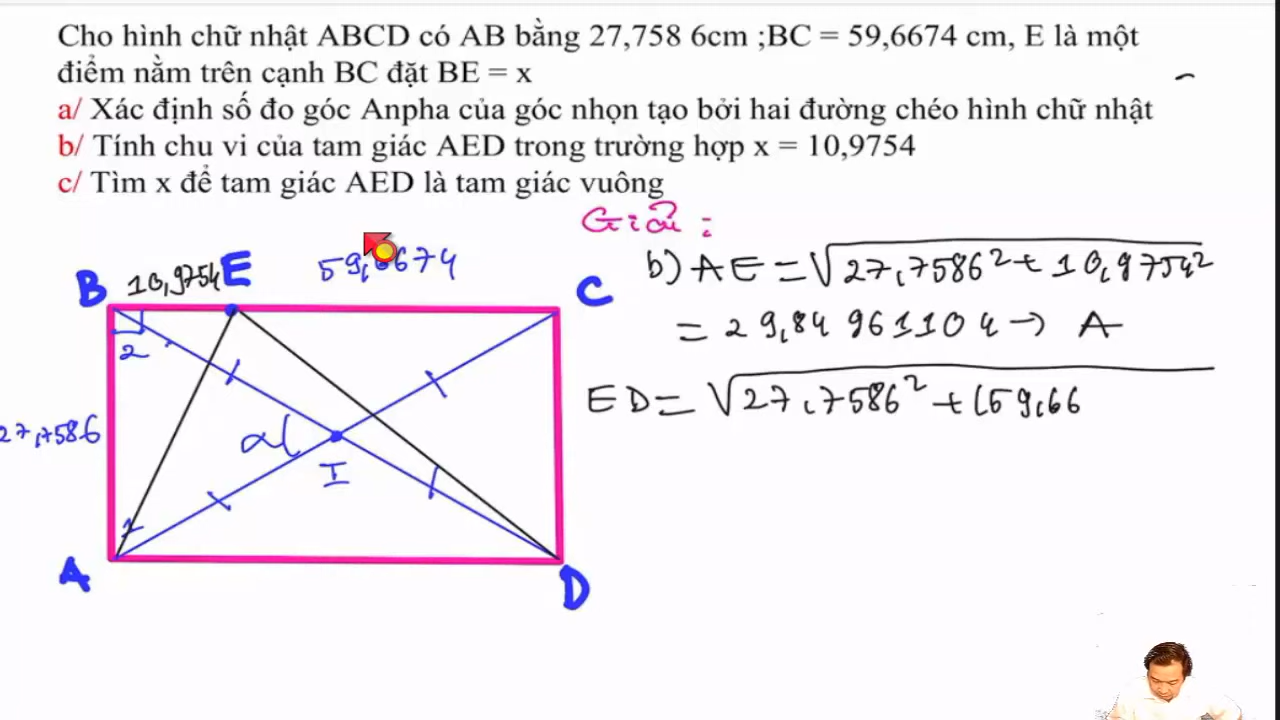 Cho hình chữ nhật ABCD có AB bằng 27,758 6cm ;BC = 59,6674 cm, E là một
điểm nằm trên cạnh BC đặt BE = x
a/ Xác định số đo góc Anpha của góc nhọn tạo bởi hai đường chéo hình chữ nhật
b/ Tính chu vi của tam giác AED trong trường hợp x = 10,9754
c/ Tìm x để tam giác AED là tam giác vuông
Giải :
B 10,9754 E 59,6674 C
b) AE = √27,7586² + 10,9754²
= 29,84 961104 → A
ED = √27,7586² + (59,66
2
27,7586
α
I
1
A
D